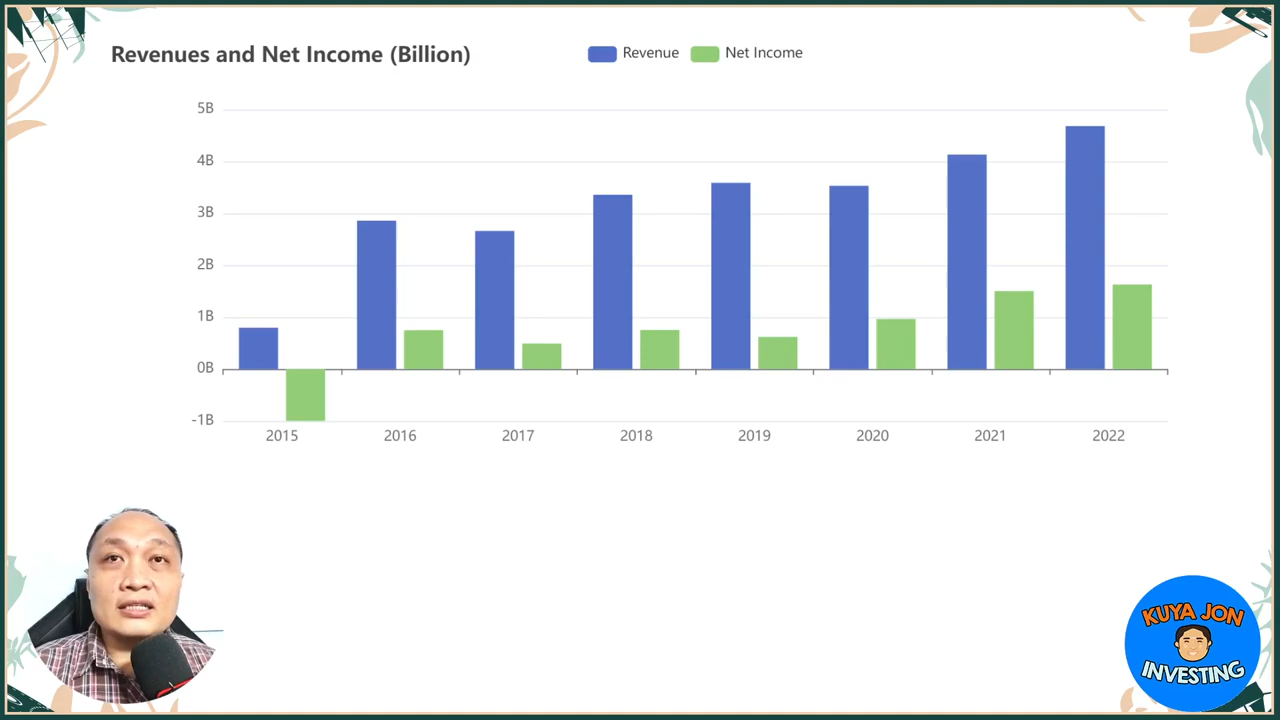 Revenues and Net Income (Billion)
Revenue
Net Income
5B
4B
3B
2B
1B
0B
-1B
2015
2016
2017
2018
2019
2020
2021
2022
KUYA JON
INVESTING